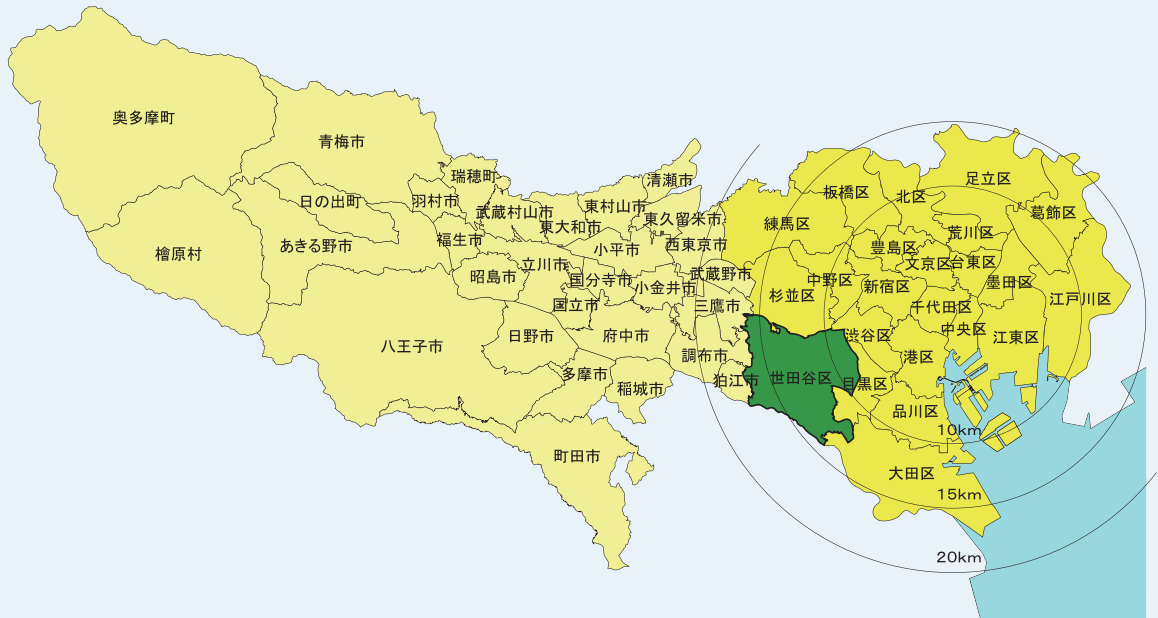 奥多摩町
青梅市
瑞穂町
清瀬市
板橋区
北区
足立区
日の出町
羽村市
武蔵村山市
東村山市
東久留米市
練馬区
葛飾区
東大和市
荒川区
檜原村
あきる野市
福生市
小平市
西東京市
豊島区
文京区
台東区
昭島市
立川市
国分寺市
小金井市
武蔵野市
杉並区
中野区
新宿区
墨田区
江戸川区
国立市
三鷹市
千代田区
八王子市
日野市
府中市
調布市
渋谷区
港区
中央区
江東区
多摩市
稲城市
狛江市
世田谷区
目黒区
品川区
10km
町田市
大田区
15km
20km